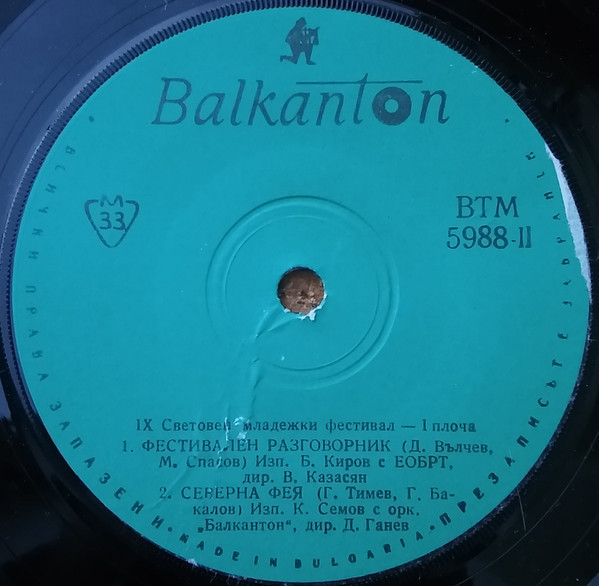 Balkanton
М
33
ВТМ
5988-II
IX Световен младежки фестивал — I плоча
1. ФЕСТИВАЛЕН РАЗГОВОРНИК (Д. Вълчев,
М. Спасов) Изп. Б. Киров с ЕОБРТ,
дир. В. Казасян
2. СЕВЕРНА ФЕЯ (Г. Тимев, Г. Ба-
калов) Изп. К. Семов с орк.
„Балкантон“, дир. Д. Ганев
ВСИЧКИ ПРАВА ЗАПАЗЕНИ · MADE IN BULGARIA · ПРЕЗАПИСЪТ Е ЗАБРАНЕН